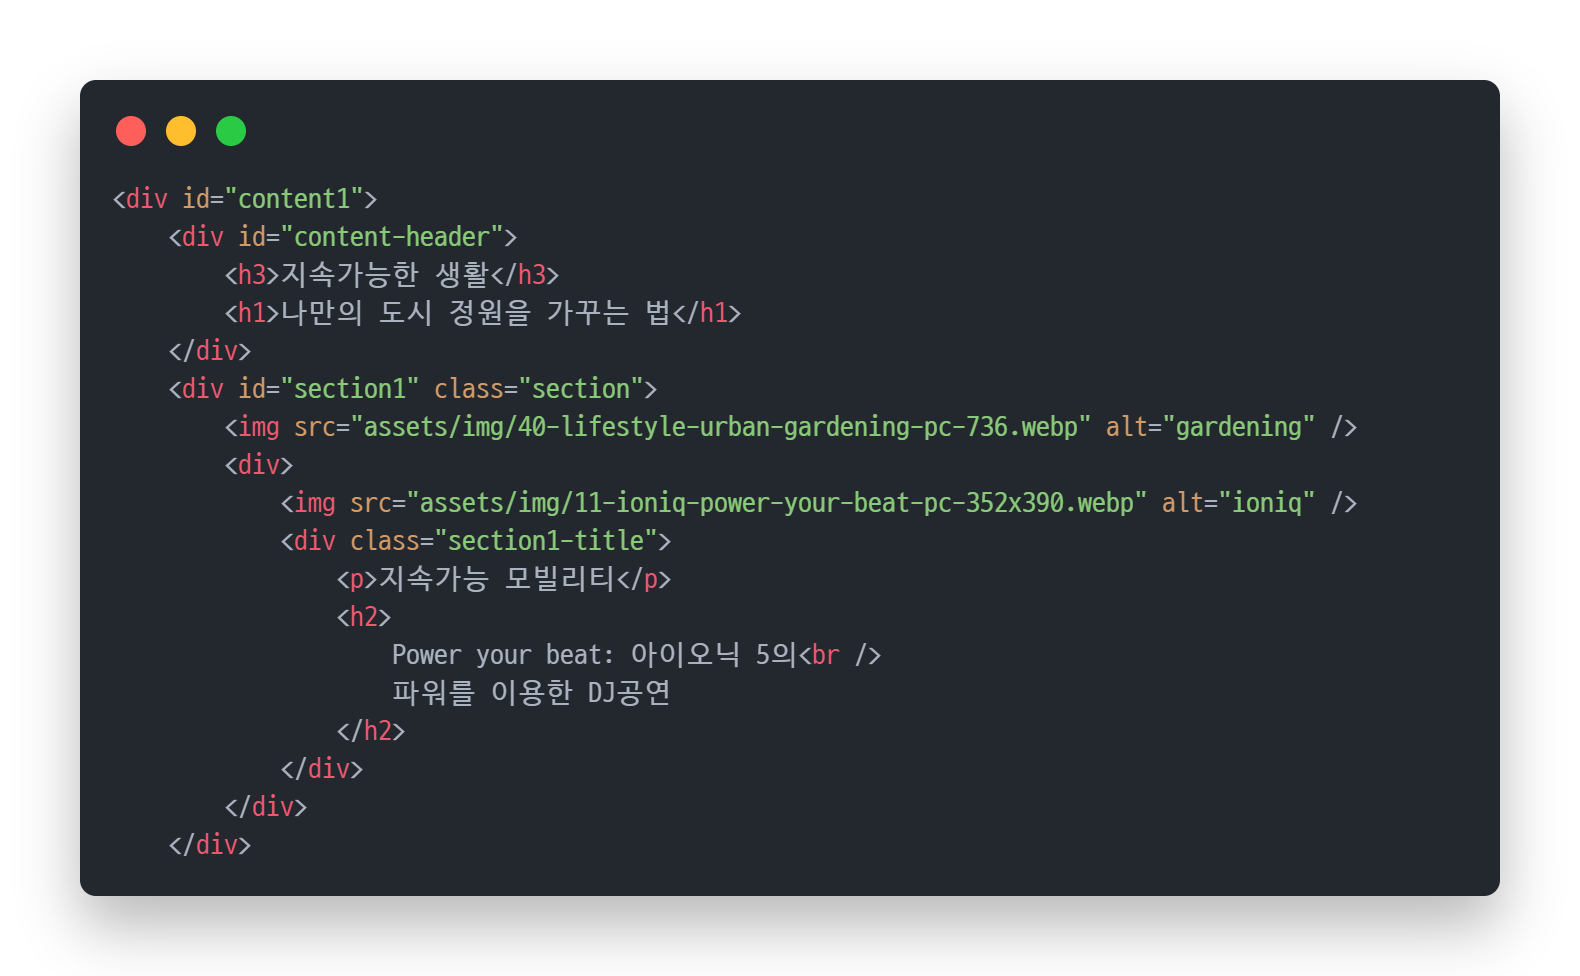 <div id="content1">
    <div id="content-header">
        <h3>지속가능한 생활</h3>
        <h1>나만의 도시 정원을 가꾸는 법</h1>
    </div>
    <div id="section1" class="section">
        <img src="assets/img/40-lifestyle-urban-gardening-pc-736.webp" alt="gardening" />
        <div>
            <img src="assets/img/11-ioniq-power-your-beat-pc-352x390.webp" alt="ioniq" />
            <div class="section1-title">
                <p>지속가능 모빌리티</p>
                <h2>
                    Power your beat: 아이오닉 5의<br />
                    파워를 이용한 DJ공연
                </h2>
            </div>
        </div>
    </div>